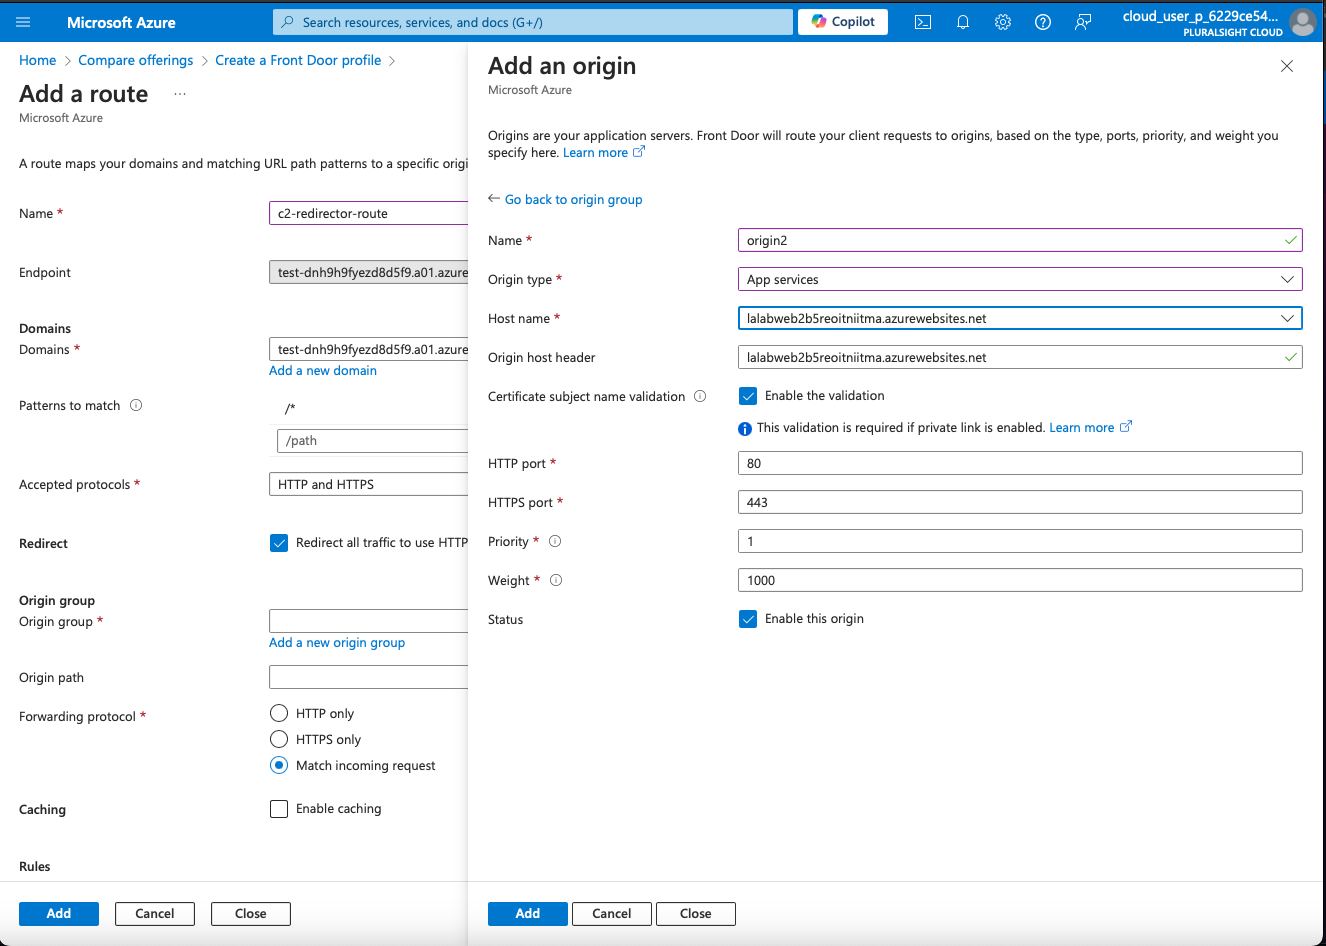 Microsoft Azure
Search resources, services, and docs (G+/)
Copilot
cloud_user_p_6229ce54...
PLURALSIGHT CLOUD
Home > Compare offerings > Create a Front Door profile >
Add a route ...
Microsoft Azure
A route maps your domains and matching URL path patterns to a specific origi
Name *
c2-redirector-route
Endpoint
test-dnh9h9fyezd8d5f9.a01.azure
Domains
Domains *
test-dnh9h9fyezd8d5f9.a01.azure
Add a new domain
Patterns to match
/*
/path
Accepted protocols *
HTTP and HTTPS
Redirect
Redirect all traffic to use HTTP
Origin group
Origin group *
Add a new origin group
Origin path
Forwarding protocol *
HTTP only
HTTPS only
Match incoming request
Caching
Enable caching
Rules
Add
Cancel
Close
Add an origin
Microsoft Azure
Origins are your application servers. Front Door will route your client requests to origins, based on the type, ports, priority, and weight you
specify here. Learn more
← Go back to origin group
Name *
origin2
Origin type *
App services
Host name *
lalabweb2b5reoitniitma.azurewebsites.net
Origin host header
lalabweb2b5reoitniitma.azurewebsites.net
Certificate subject name validation
Enable the validation
This validation is required if private link is enabled. Learn more
HTTP port *
80
HTTPS port *
443
Priority *
1
Weight *
1000
Status
Enable this origin
Add
Cancel
Close